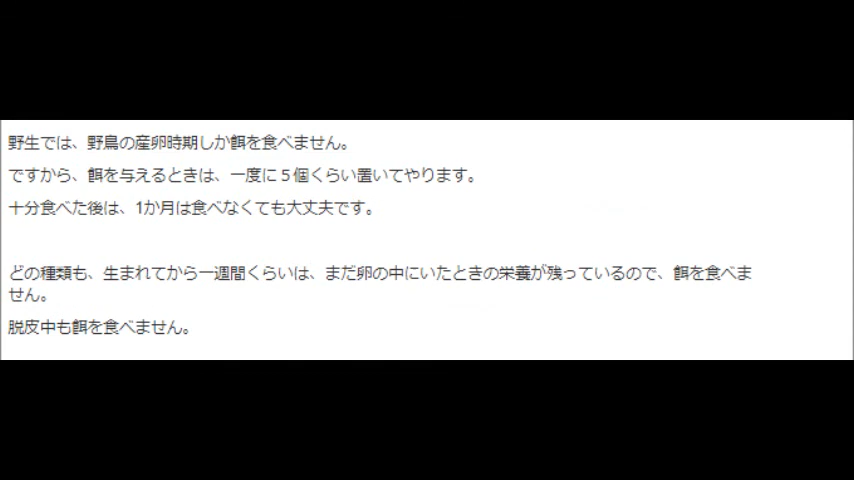 野生では、野鳥の産卵時期しか餌を食べません。
ですから、餌を与えるときは、一度に５個くらい置いてやります。
十分食べた後は、1か月は食べなくても大丈夫です。
どの種類も、生まれてから一週間くらいは、まだ卵の中にいたときの栄養が残っているので、餌を食べま
せん。
脱皮中も餌を食べません。